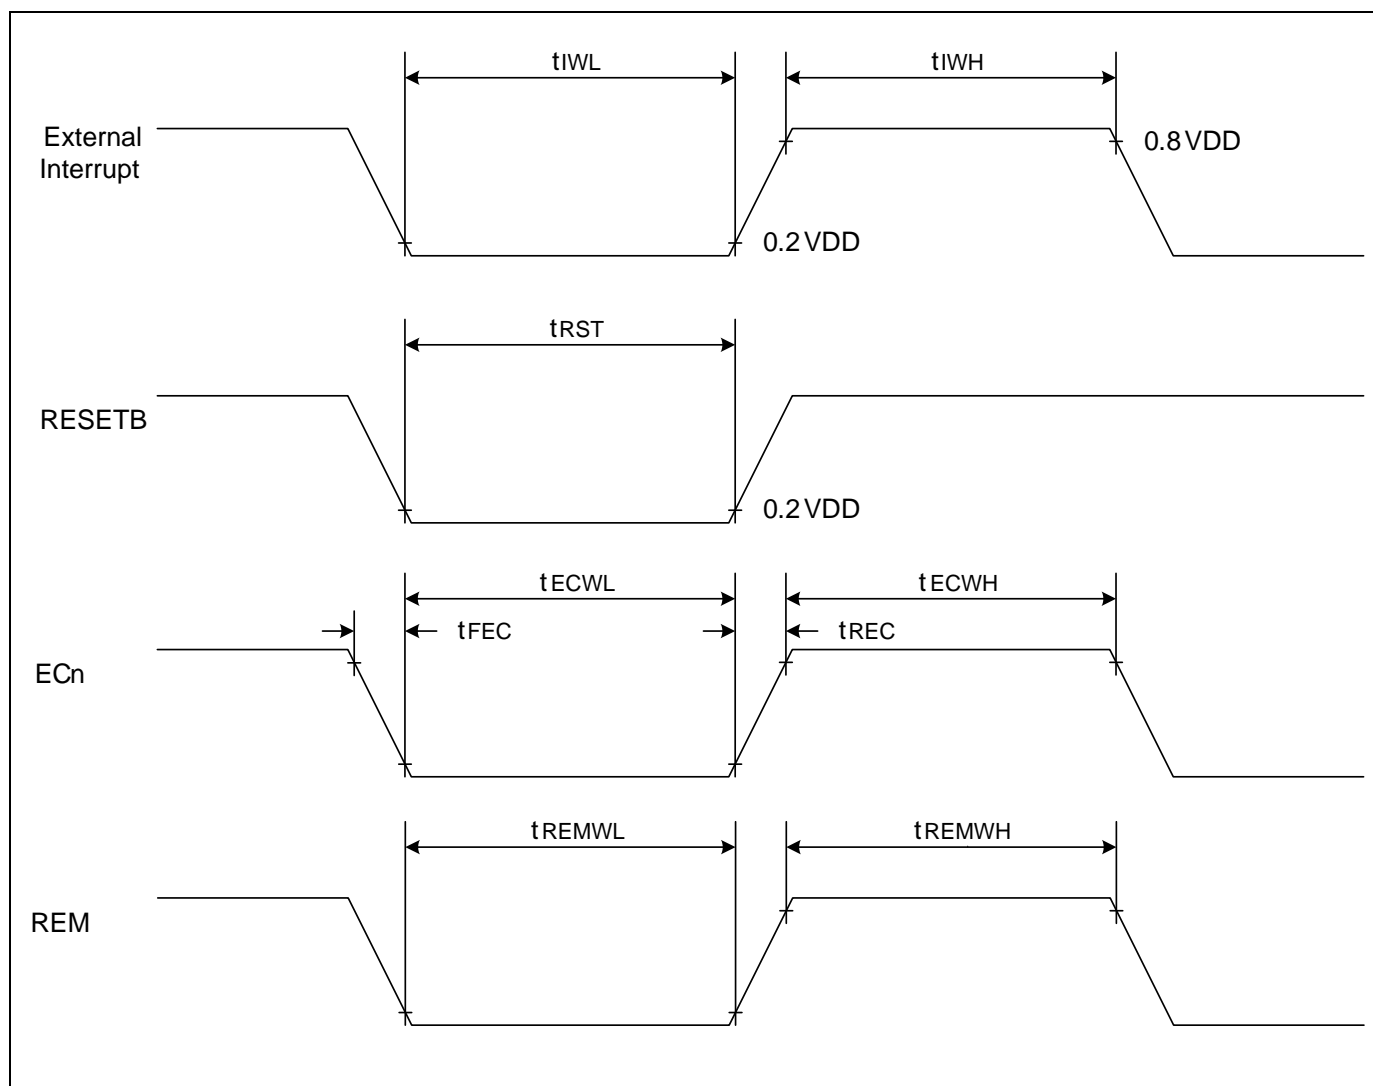 tIWL
tIWH
External
Interrupt
0.8VDD
0.2VDD
tRST
RESETB
0.2VDD
tECWL
tECWH
tFEC
tREC
ECn
tREMWL
tREMWH
REM